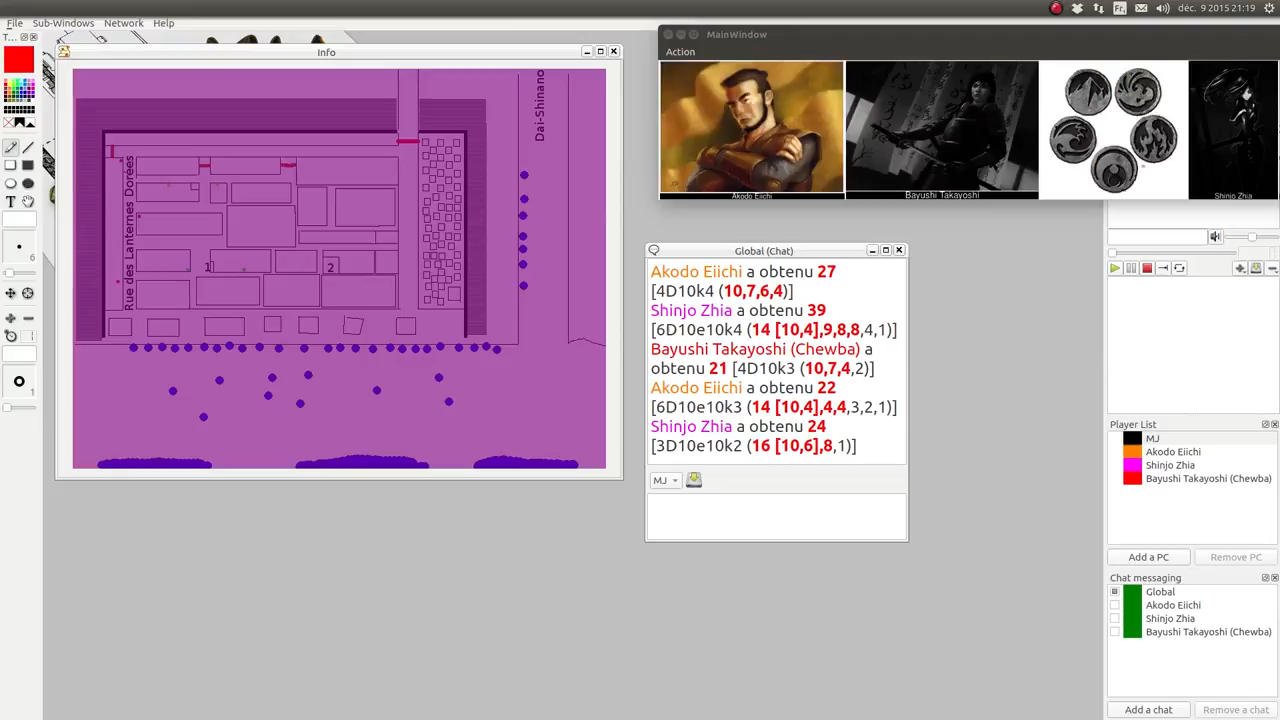 Fr
déc. 9 2015 21:19
File Sub-Windows Network Help
T...
Info
MainWindow
Action
Akodo Eiichi
Bayushi Takayoshi
Shinjo Zhia
Dai-Shinano
Rue des Lanternes Dorées
1
2
T
6
1
Global (Chat)
Akodo Eiichi a obtenu 27
[4D10k4 (10,7,6,4)]
Shinjo Zhia a obtenu 39
[6D10e10k4 (14 [10,4],9,8,8,4,1)]
Bayushi Takayoshi (Chewba) a
obtenu 21 [4D10k3 (10,7,4,2)]
Akodo Eiichi a obtenu 22
[6D10e10k3 (14 [10,4],4,4,3,2,1)]
Shinjo Zhia a obtenu 24
[3D10e10k2 (16 [10,6],8,1)]
MJ
Player List
MJ
Akodo Eiichi
Shinjo Zhia
Bayushi Takayoshi (Chewba)
Add a PC
Remove PC
Chat messaging
Global
Akodo Eiichi
Shinjo Zhia
Bayushi Takayoshi (Chewba)
Add a chat
Remove a chat